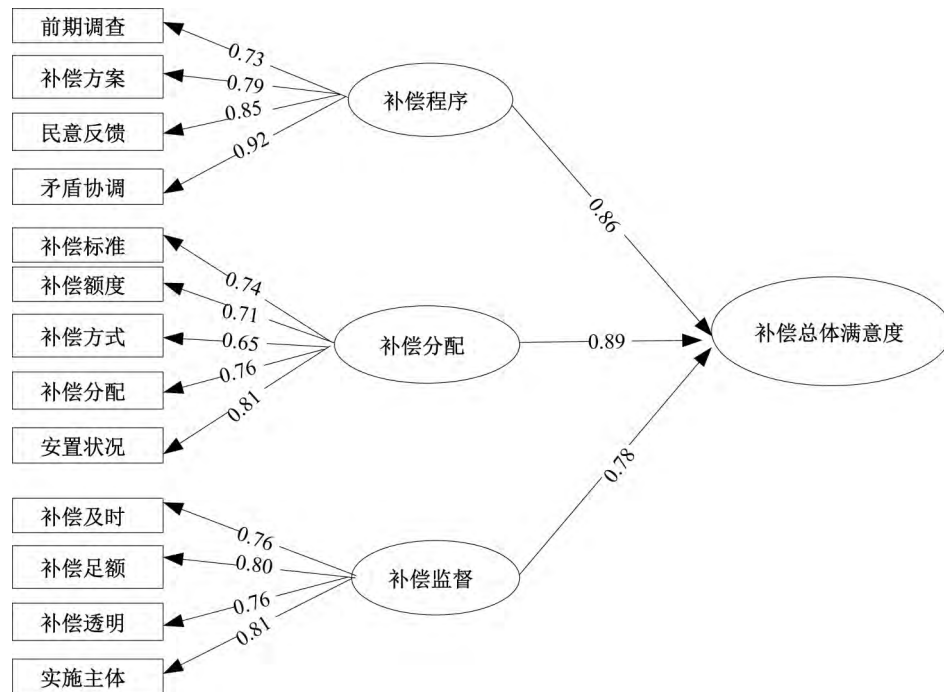 前期调查
0.73
补偿方案
0.79
民意反馈
0.85
矛盾协调
0.92
补偿程序
0.86
补偿标准
0.74
补偿额度
0.71
补偿方式
0.65
补偿分配
0.76
安置状况
0.81
补偿分配
0.89
补偿总体满意度
补偿及时
0.76
补偿足额
0.80
补偿透明
0.76
实施主体
0.81
补偿监督
0.78